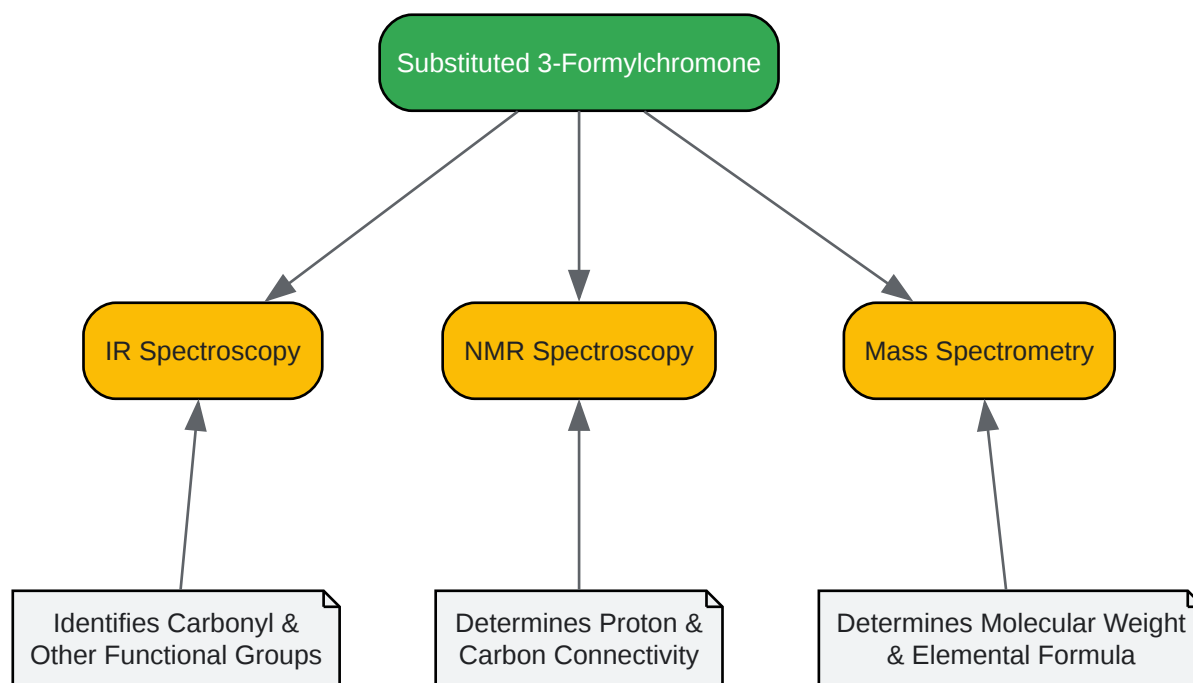 Substituted 3-Formylchromone
IR Spectroscopy
NMR Spectroscopy
Mass Spectrometry
Identifies Carbonyl &
Other Functional Groups
Determines Proton &
Carbon Connectivity
Determines Molecular Weight
& Elemental Formula